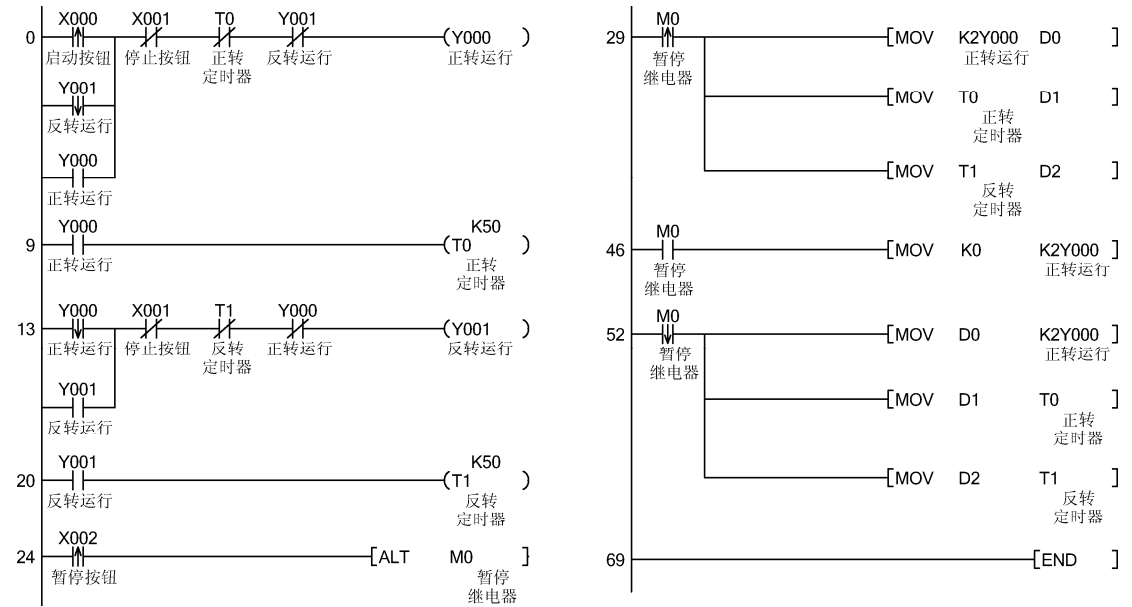 X000 X001 T0 Y001
0 (Y000 )
启动按钮 停止按钮 正转 反转运行 正转运行
定时器
Y001
反转运行
Y000
正转运行
Y000 K50
9 (T0 )
正转运行 正转
定时器
Y000 X001 T1 Y000
13 (Y001 )
正转运行 停止按钮 反转 正转运行 反转运行
定时器
Y001
反转运行
Y001 K50
20 (T1 )
反转运行 反转
定时器
X002
24 [ALT M0 ]
暂停按钮 暂停
继电器
M0
29 [MOV K2Y000 D0 ]
暂停 正转运行
继电器
[MOV T0 D1 ]
正转
定时器
[MOV T1 D2 ]
反转
定时器
M0
46 [MOV K0 K2Y000 ]
暂停 正转运行
继电器
M0
52 [MOV D0 K2Y000 ]
暂停 正转运行
继电器
[MOV D1 T0 ]
正转
定时器
[MOV D2 T1 ]
反转
定时器
69 [END ]